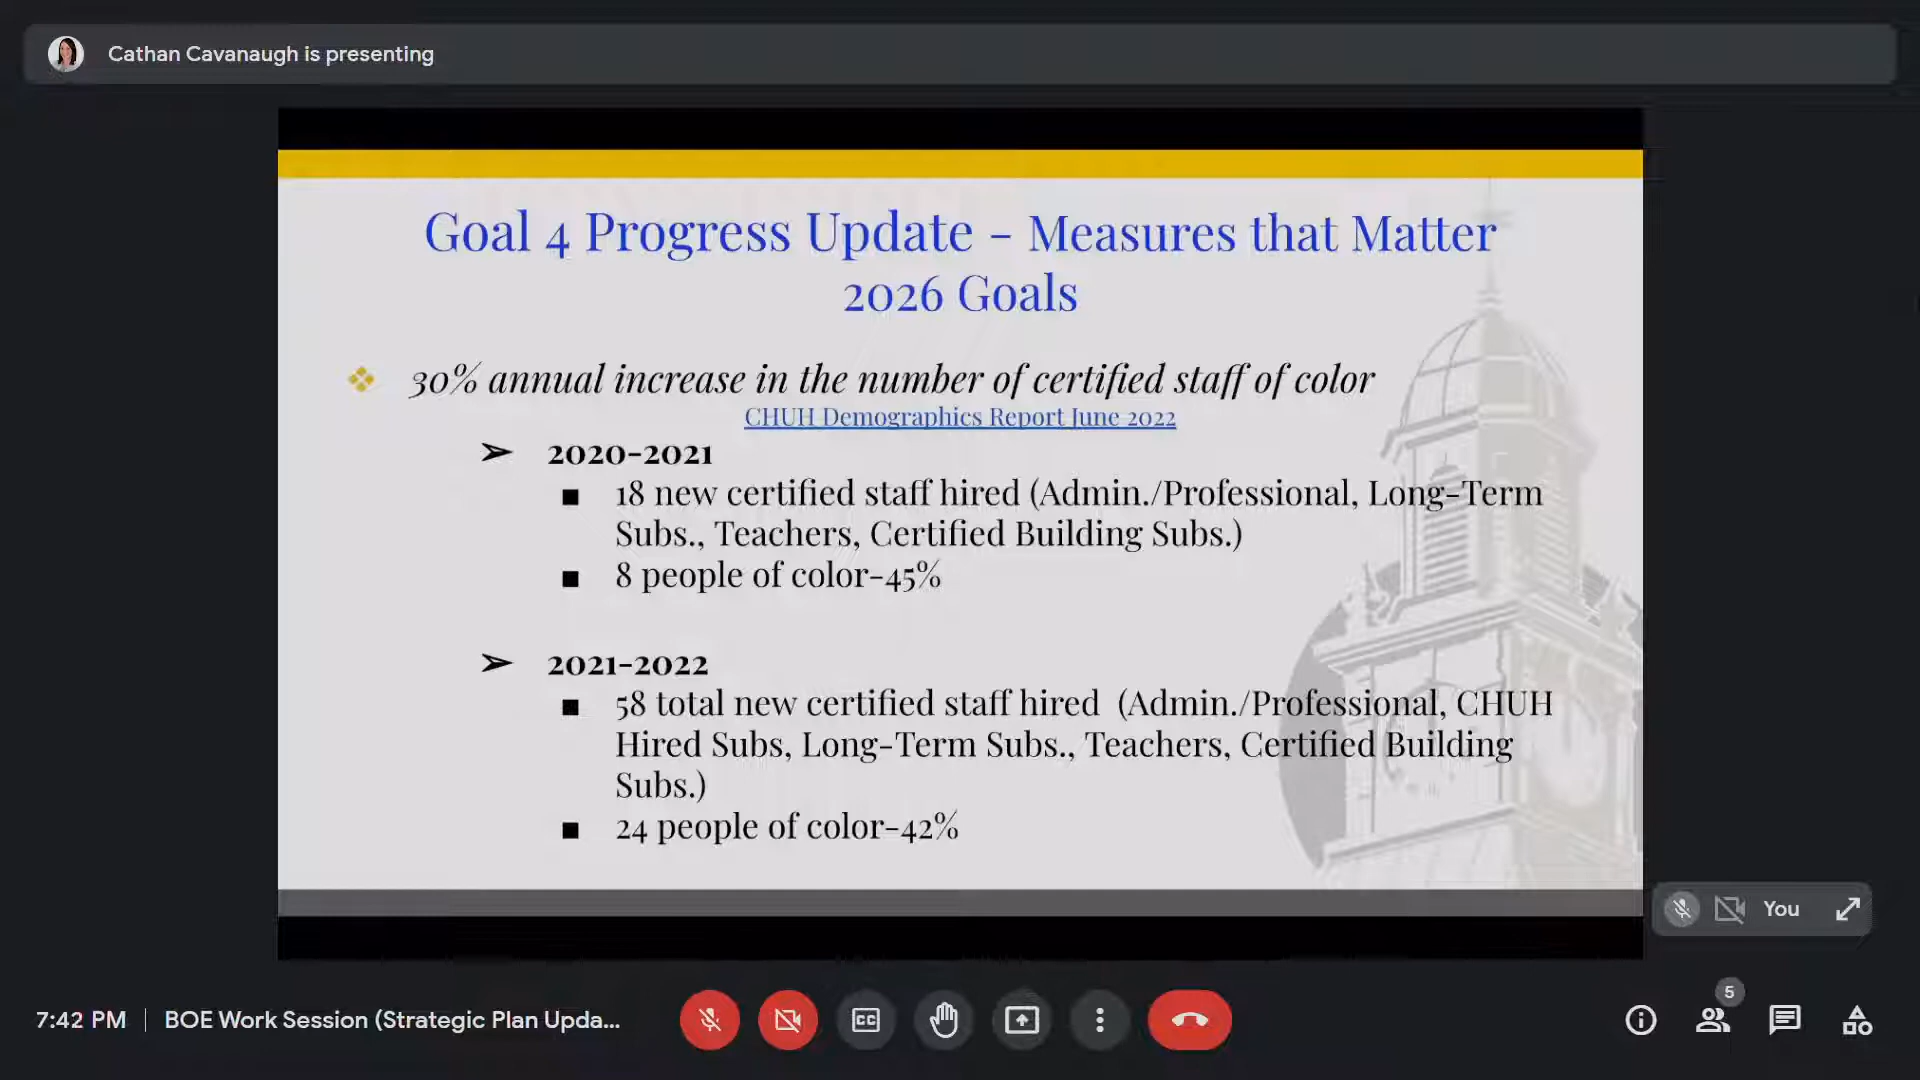 Cathan Cavanaugh is presenting
Goal 4 Progress Update - Measures that Matter
2026 Goals
30% annual increase in the number of certified staff of color
CHUH Demographics Report June 2022
2020-2021
18 new certified staff hired (Admin./Professional, Long-Term
Subs., Teachers, Certified Building Subs.)
8 people of color-45%
2021-2022
58 total new certified staff hired (Admin./Professional, CHUH
Hired Subs, Long-Term Subs., Teachers, Certified Building
Subs.)
24 people of color-42%
You
5
7:42 PM | BOE Work Session (Strategic Plan Upda...
CC